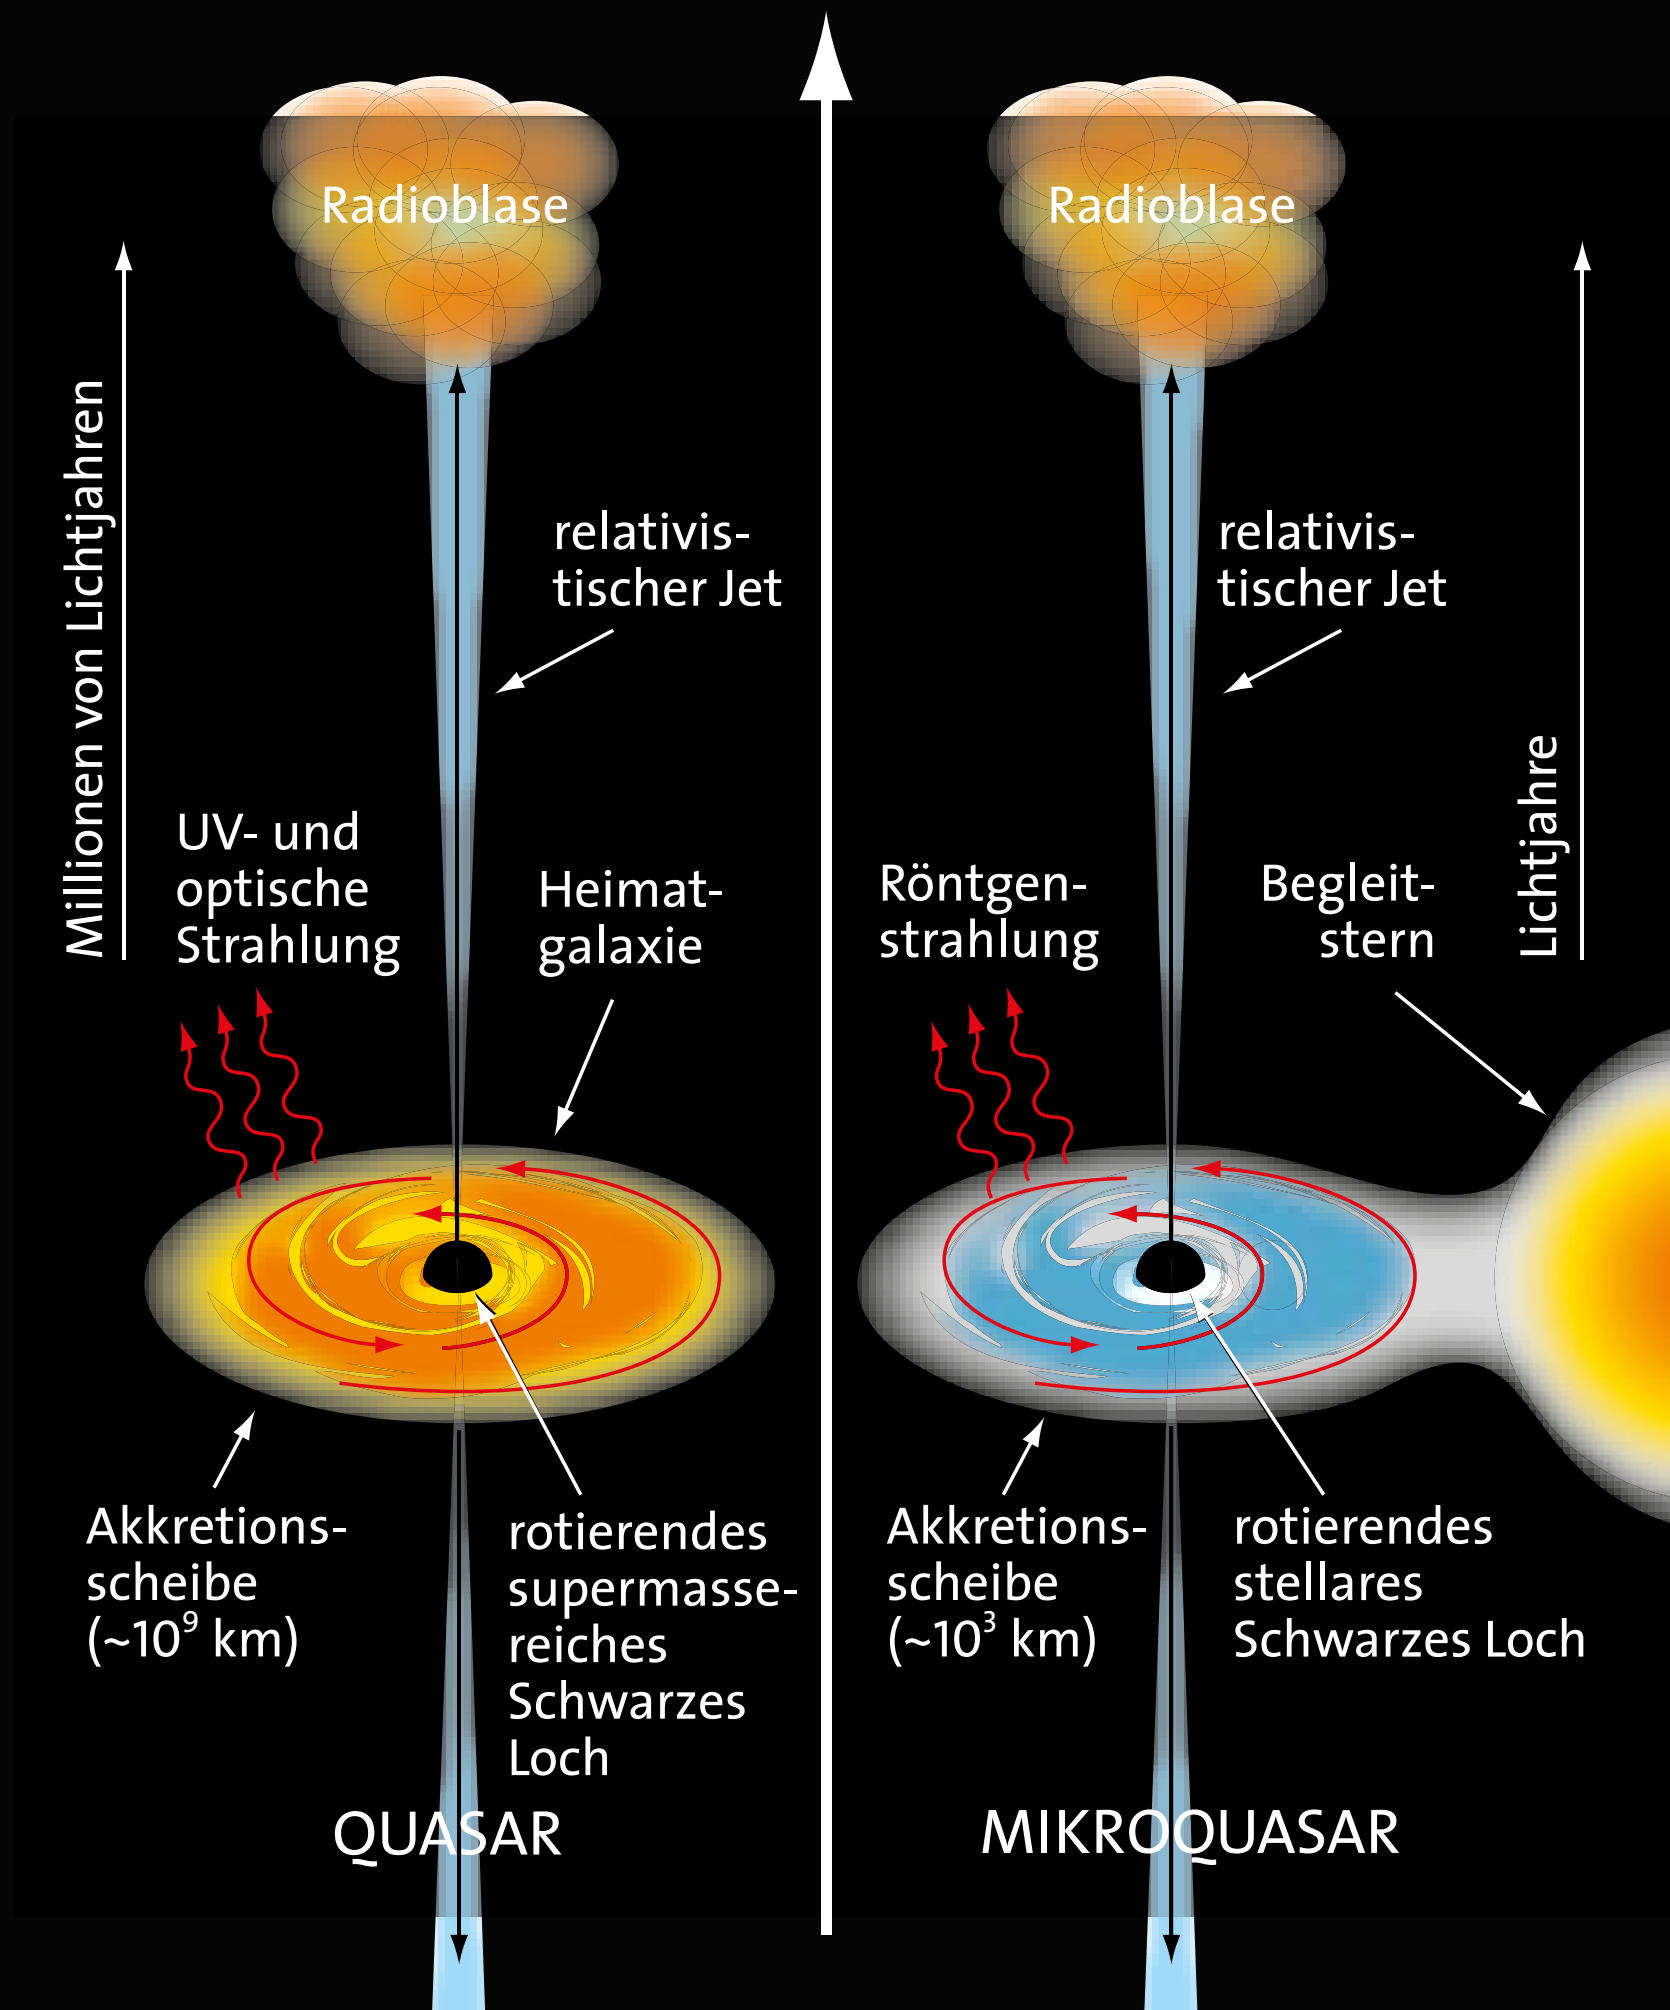 Radioblase
Millionen von Lichtjahren
relativis-
tischer Jet
UV- und
optische
Strahlung
Heimat-
galaxie
Akkretions-
scheibe
(~10⁹ km)
rotierendes
supermasse-
reiches
Schwarzes
Loch
QUASAR
Radioblase
relativis-
tischer Jet
Lichtjahre
Röntgen-
strahlung
Begleit-
stern
Akkretions-
scheibe
(~10³ km)
rotierendes
stellares
Schwarzes Loch
MIKROQUASAR